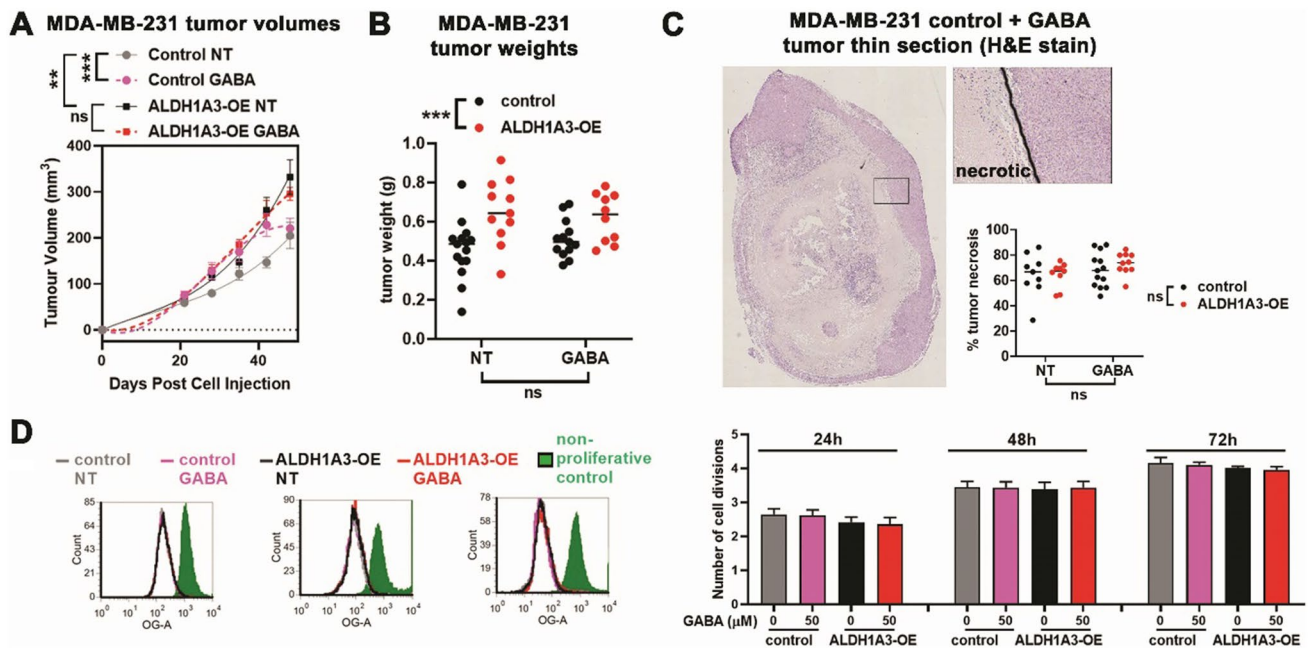 A
MDA-MB-231 tumor volumes
Control NT
Control GABA
ALDH1A3-OE NT
ALDH1A3-OE GABA
**
***
ns
400
300
200
100
0
Tumour Volume (mm3)
0
20
40
Days Post Cell Injection
B
MDA-MB-231
tumor weights
***
control
ALDH1A3-OE
1.0
0.8
0.6
0.4
0.2
0.0
tumor weight (g)
NT
GABA
ns
C
MDA-MB-231 control + GABA
tumor thin section (H&E stain)
necrotic
100
80
60
40
20
0
% tumor necrosis
NT
GABA
ns
ns
control
ALDH1A3-OE
D
control
NT
control
GABA
ALDH1A3-OE
NT
ALDH1A3-OE
GABA
non-
proliferative
control
85
64
43
21
0
Count
100 101 102 103 104
OG-A
90
68
45
23
0
Count
100 101 102 103 104
OG-A
78
58
39
19
0
Count
100 101 102 103 104
OG-A
5
4
3
2
1
0
Number of cell divisions
24h
48h
72h
GABA (µM) 0 50 0 50 0 50 0 50 0 50 0 50
control ALDH1A3-OE control ALDH1A3-OE control ALDH1A3-OE